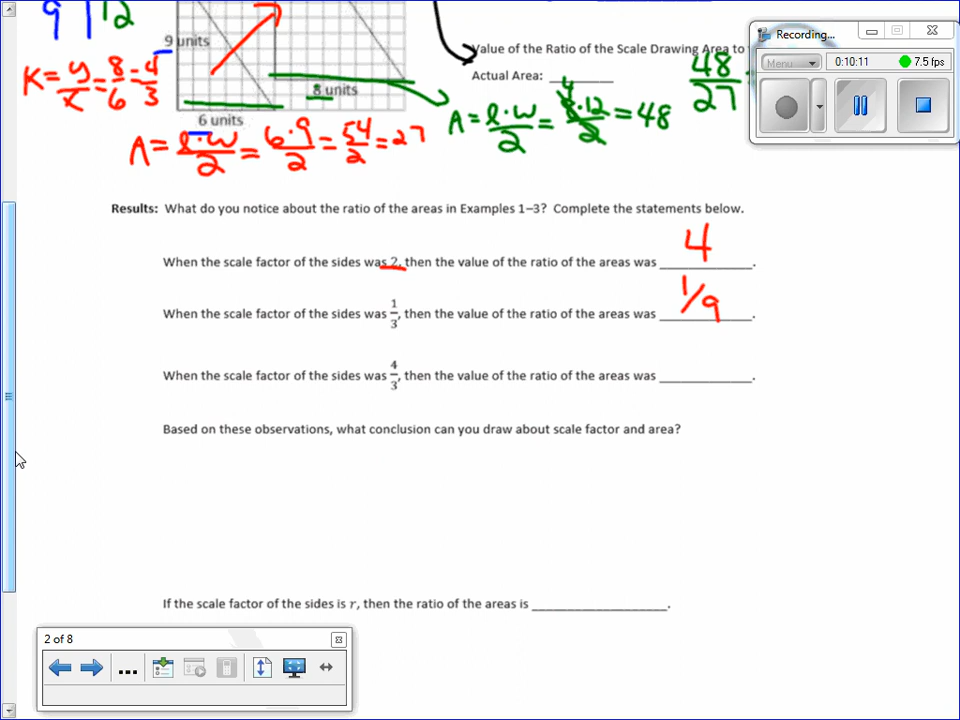 9 | 12
9 units
K = y/x = 8/6 = 4/3
8 units
6 units
A = l·w/2 = 6·9/2 = 54/2 = 27
Value of the Ratio of the Scale Drawing Area to
Actual Area: ________
A = l·w/2 = 8·12/2 = 48
4
48/27 =
Recording...
Menu
0:10:11
7.5 fps
Results: What do you notice about the ratio of the areas in Examples 1–3? Complete the statements below.
When the scale factor of the sides was 2, then the value of the ratio of the areas was 4.
When the scale factor of the sides was 1/3, then the value of the ratio of the areas was 1/9.
When the scale factor of the sides was 4/3, then the value of the ratio of the areas was ____________.
Based on these observations, what conclusion can you draw about scale factor and area?
If the scale factor of the sides is r, then the ratio of the areas is __________________.
2 of 8